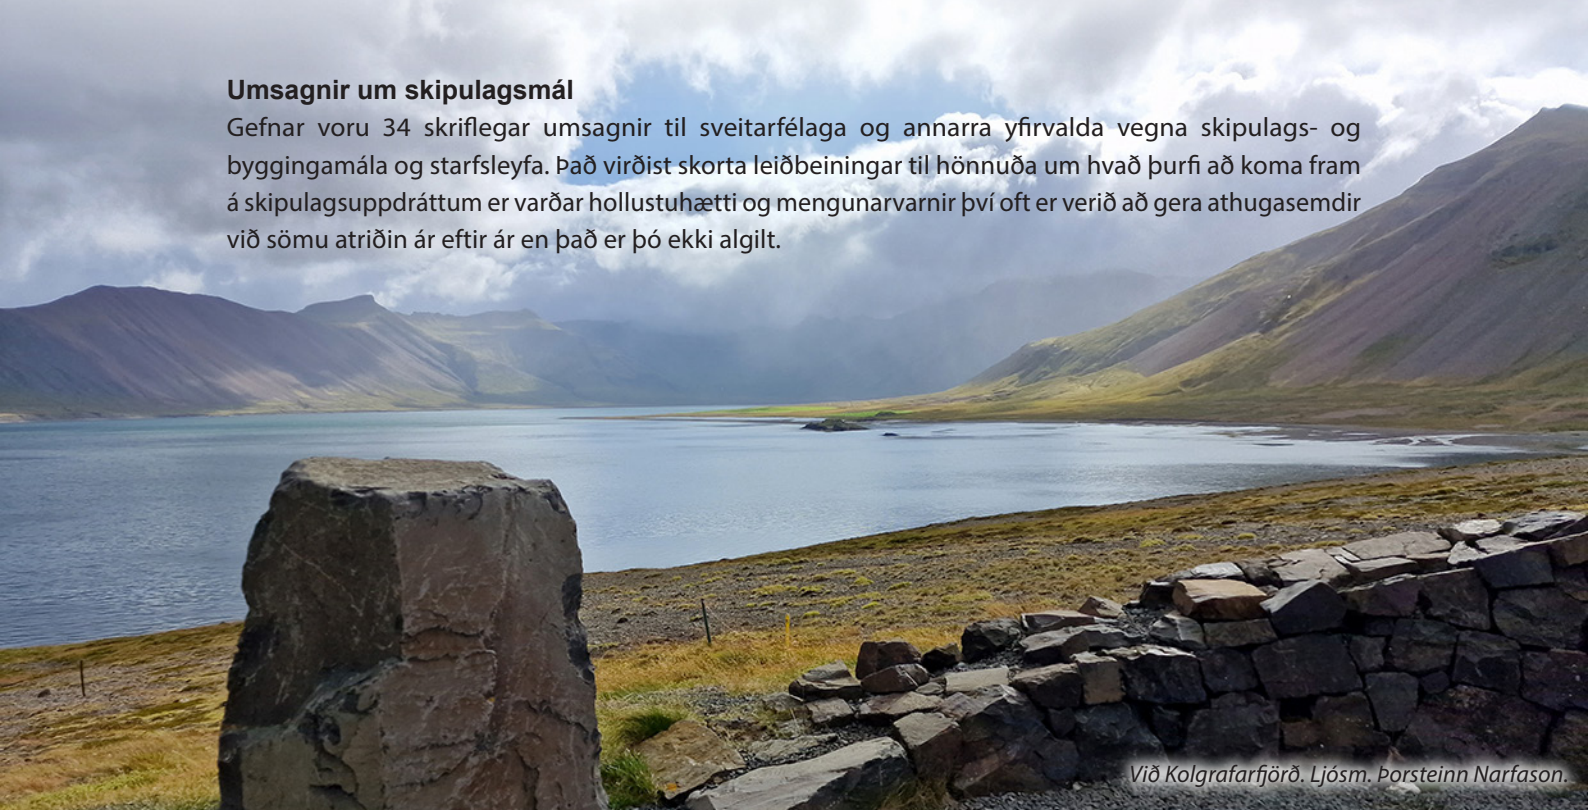 Umsagnir um skipulagsmál
Gefnar voru 34 skriflegar umsagnir til sveitarfélaga og annarra yfirvalda vegna skipulags- og
byggingamála og starfsleyfa. Það virðist skorta leiðbeiningar til hönnuða um hvað þurfi að koma fram
á skipulagsuppdráttum er varðar hollustuhætti og mengunarvarnir því oft er verið að gera athugasemdir
við sömu atriðin ár eftir ár en það er þó ekki algilt.
Við Kolgrafarfjörð. Ljósm. Þorsteinn Narfason.